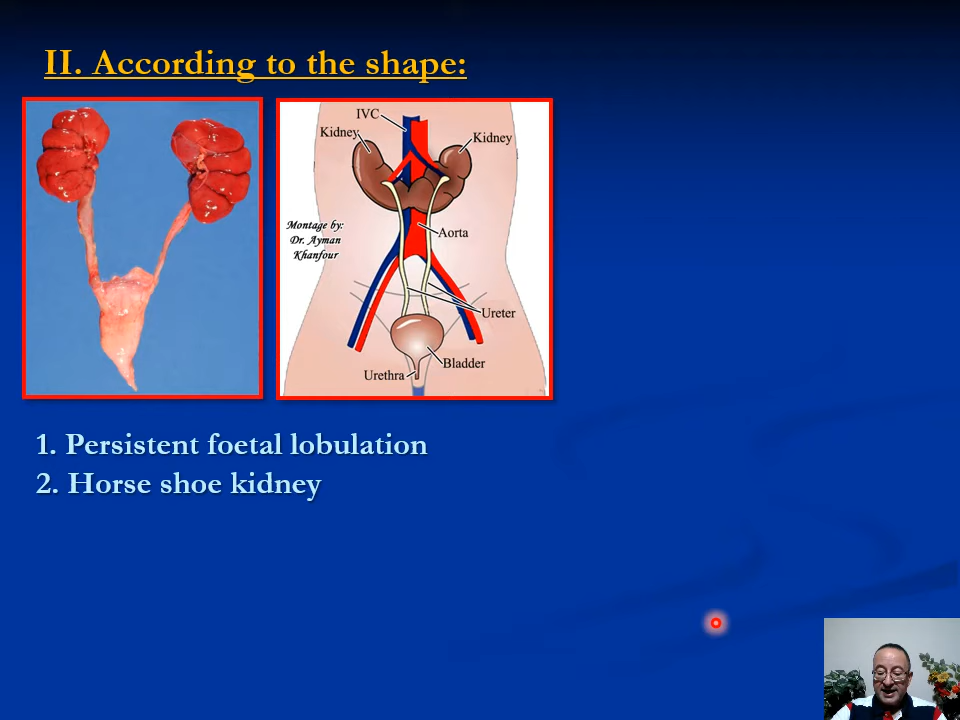 II. According to the shape:
IVC
Kidney
Kidney
Montage by:
Dr. Ayman
Khanfour
Aorta
Ureter
Bladder
Urethra
1. Persistent foetal lobulation
2. Horse shoe kidney